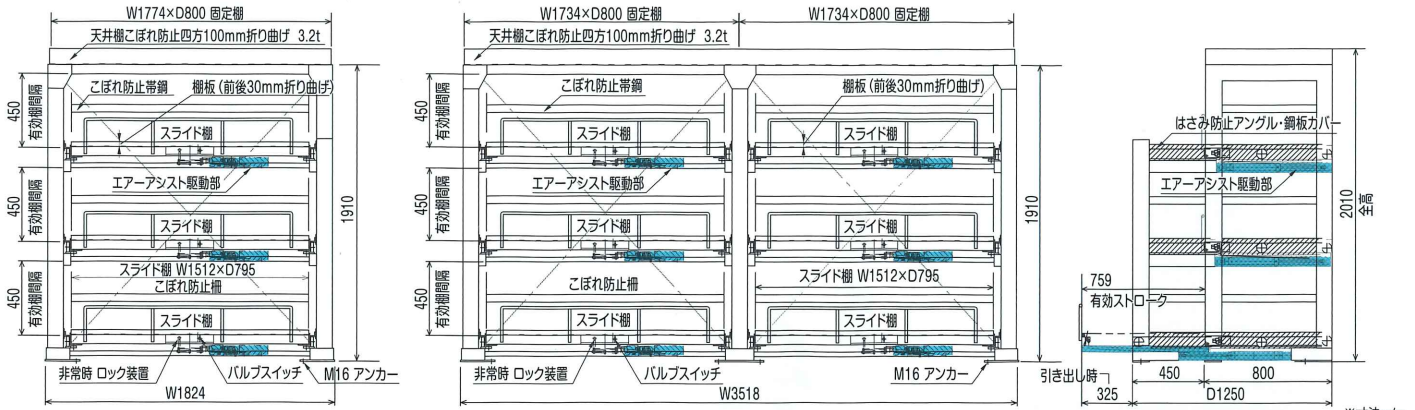 W1774×D800 固定棚
天井棚こぼれ防止四方100mm折り曲げ 3.2t
こぼれ防止帯鋼
棚板(前後30mm折り曲げ)
450
有効棚間隔
スライド棚
エアーアシスト駆動部
450
有効棚間隔
スライド棚
スライド棚 W1512×D795
こぼれ防止柵
450
有効棚間隔
スライド棚
1910
非常時 ロック装置
バルブスイッチ
M16 アンカー
W1824
W1734×D800 固定棚
W1734×D800 固定棚
天井棚こぼれ防止四方100mm折り曲げ 3.2t
こぼれ防止帯鋼
棚板(前後30mm折り曲げ)
450
有効棚間隔
スライド棚
スライド棚
エアーアシスト駆動部
450
有効棚間隔
スライド棚
スライド棚
こぼれ防止柵
スライド棚 W1512×D795
450
有効棚間隔
スライド棚
スライド棚
1910
非常時 ロック装置
バルブスイッチ
M16 アンカー
W3518
はさみ防止アングル・鋼板カバー
エアーアシスト駆動部
2010
全高
759
有効ストローク
引き出し時
450
800
325
D1250